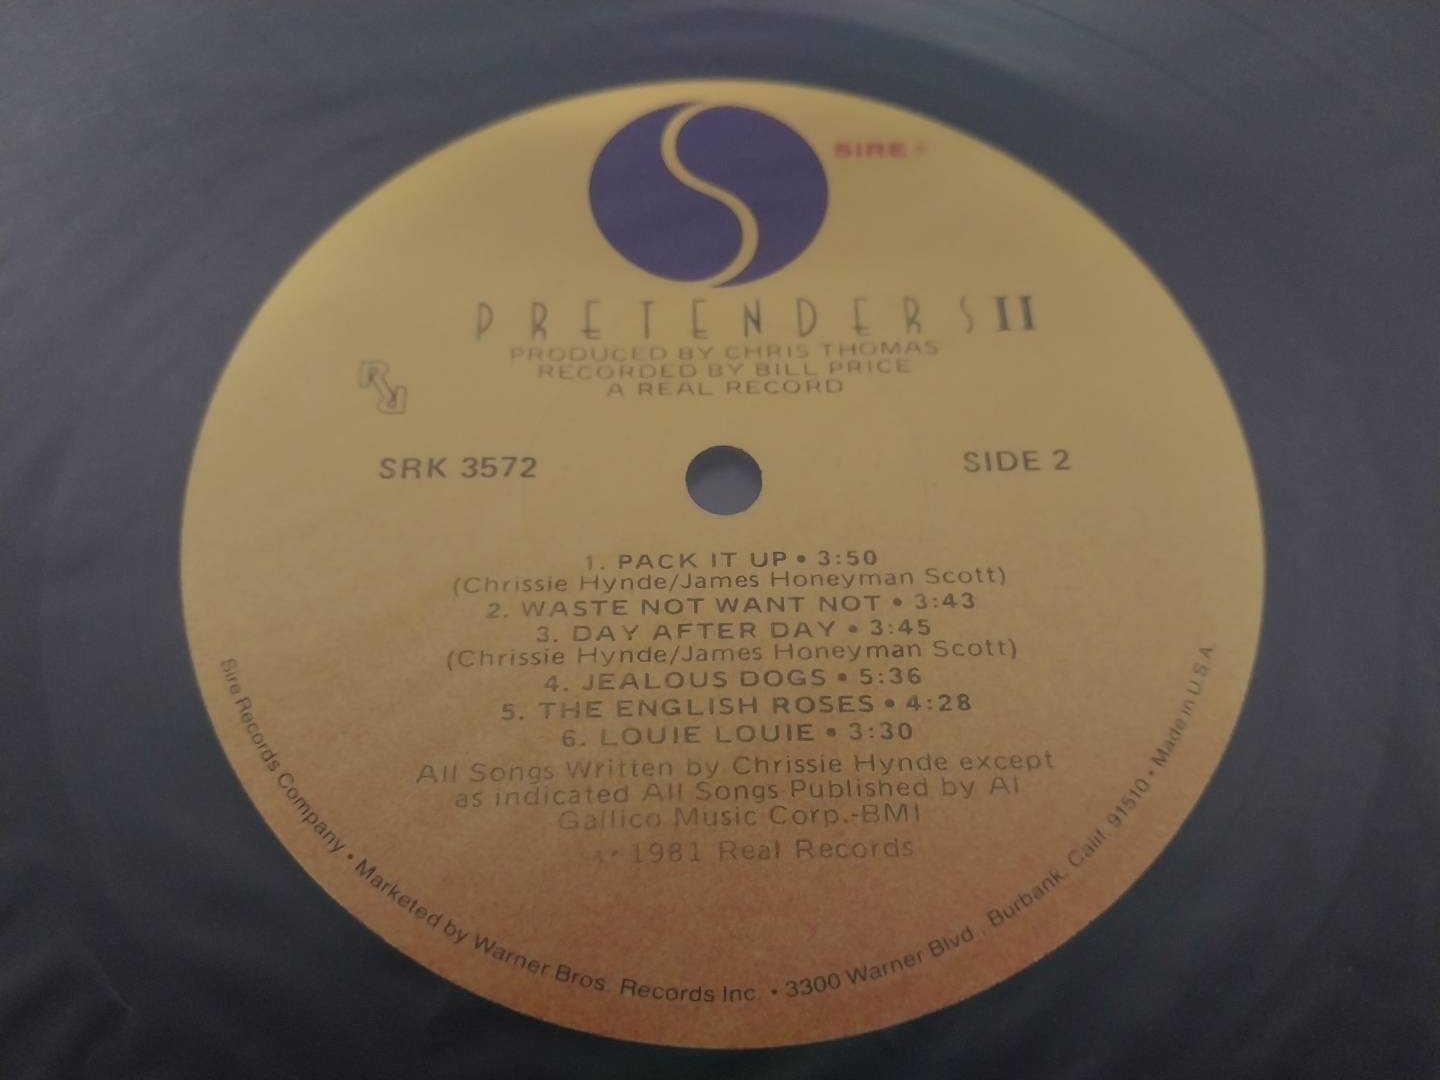 SIRE
PRETENDERS II
PRODUCED BY CHRIS THOMAS
RECORDED BY BILL PRICE
A REAL RECORD
SRK 3572
SIDE 2
1. PACK IT UP • 3:50
(Chrissie Hynde/James Honeyman Scott)
2. WASTE NOT WANT NOT • 3:43
3. DAY AFTER DAY • 3:45
(Chrissie Hynde/James Honeyman Scott)
4. JEALOUS DOGS • 5:36
5. THE ENGLISH ROSES • 4:28
6. LOUIE LOUIE • 3:30
All Songs Written by Chrissie Hynde except
as indicated All Songs Published by Al
Gallico Music Corp.-BMI
1981 Real Records
Sire Records Company • Marketed by Warner Bros. Records Inc. • 3300 Warner Blvd., Burbank, Calif. 91510 • Made in U.S.A